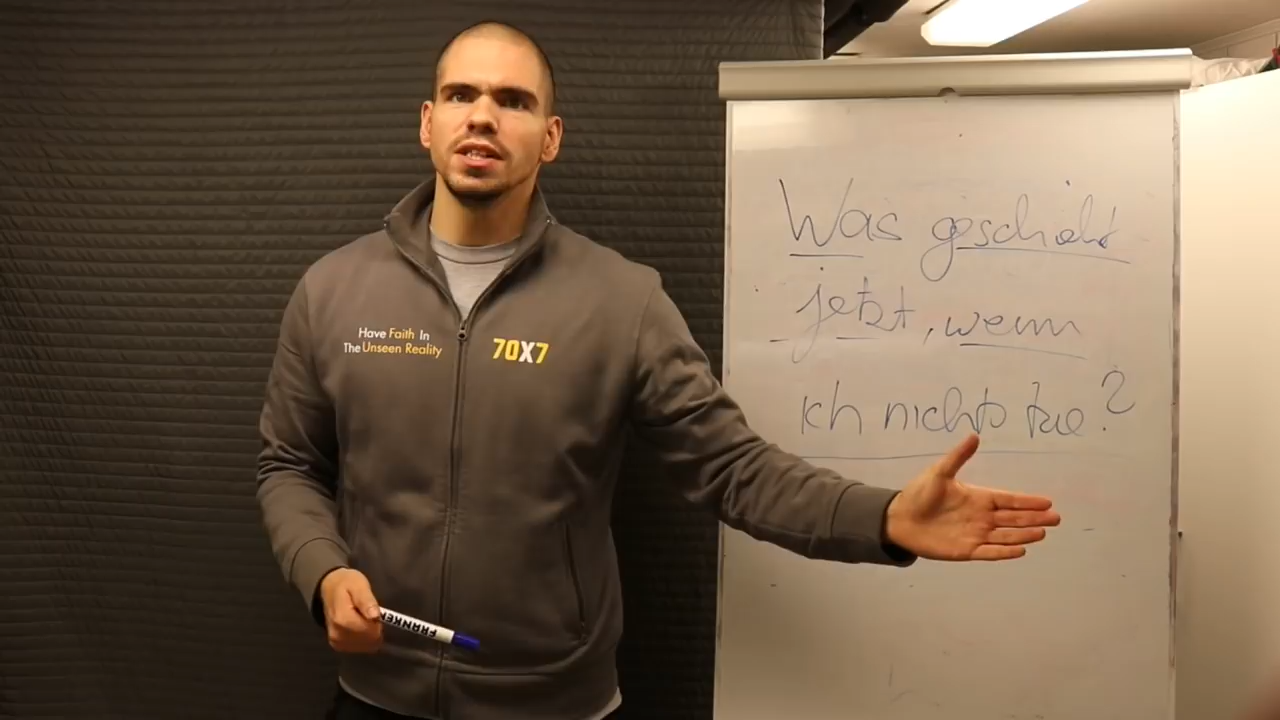 Have Faith In
The Unseen Reality
70X7
Was geschieht
jetzt, wenn
ich nichts tue?
FRANKEN